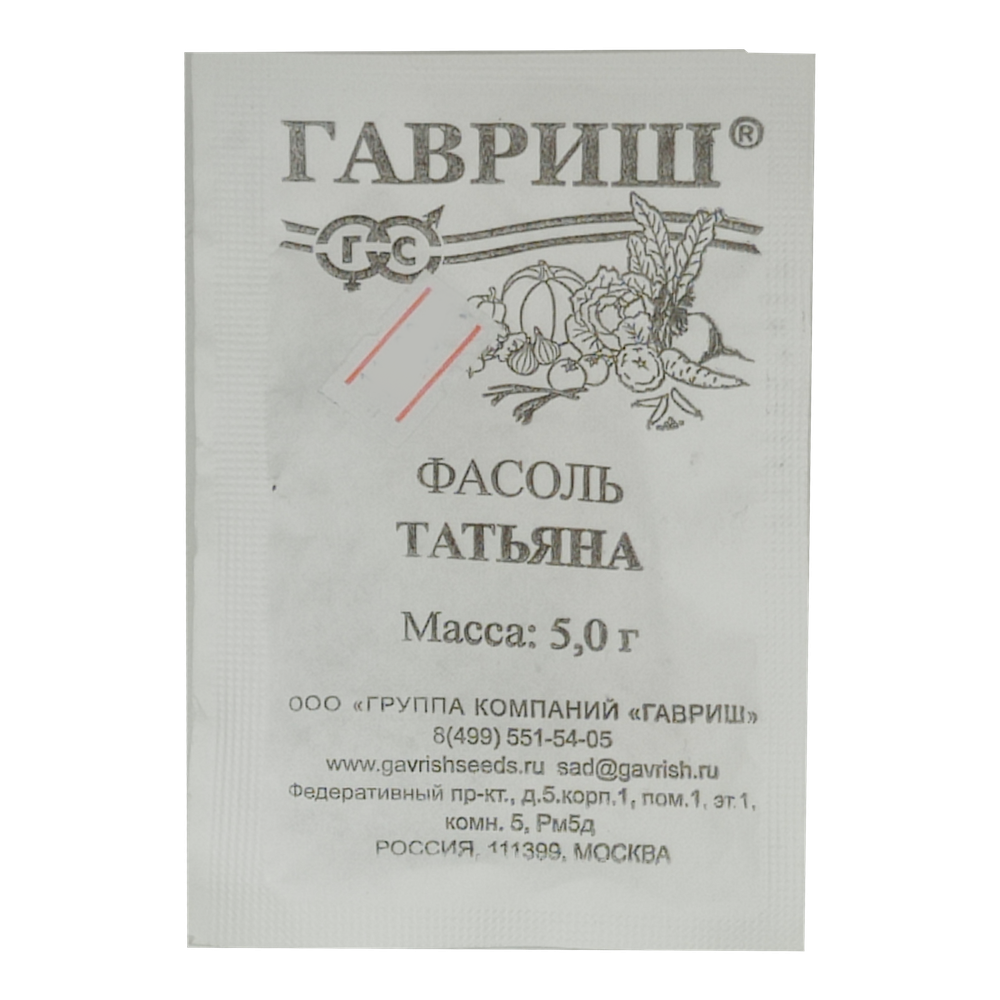 ГАВРИШ®
Г С
ФАСОЛЬ
ТАТЬЯНА
Масса: 5,0 г
ООО «ГРУППА КОМПАНИЙ «ГАВРИШ»
8(499) 551-54-05
www.gavrishseeds.ru sad@gavrish.ru
Федеративный пр-кт., д.5.корп.1, пом.1, эт.1,
комн. 5, Рм5д
РОССИЯ, 111399, МОСКВА